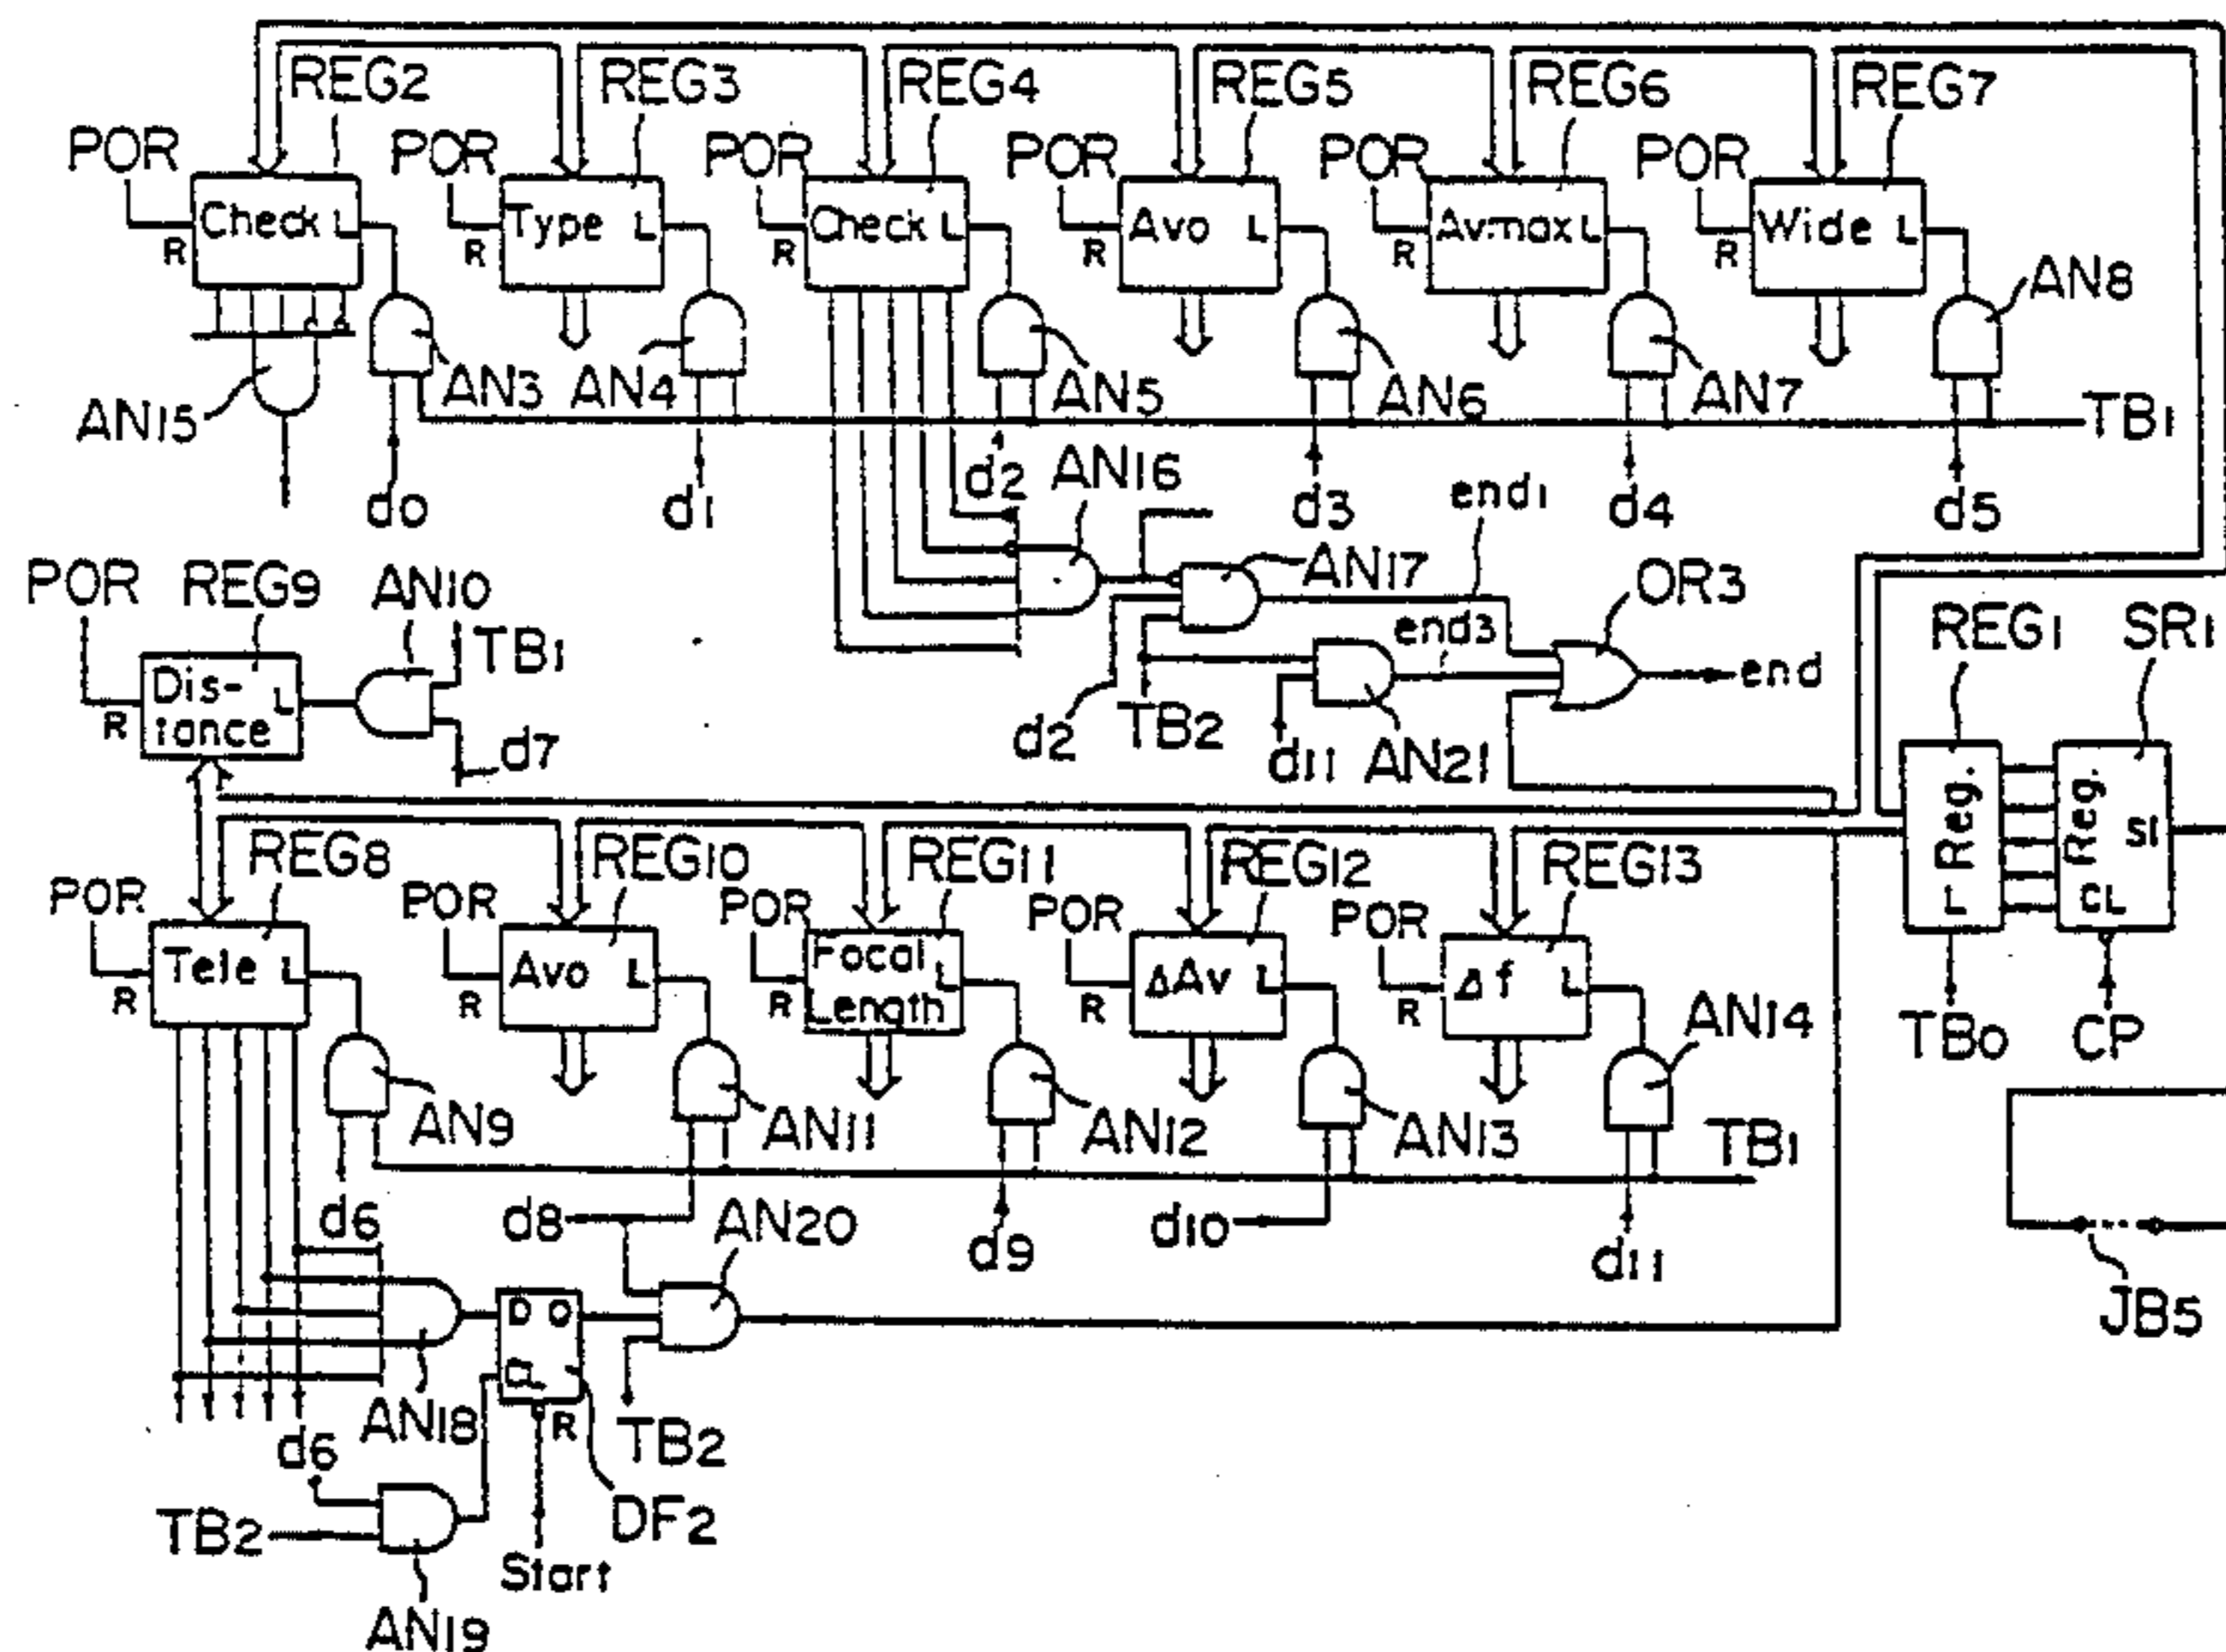 REG2 REG3 REG4 REG5 REG6 REG7
POR POR POR POR POR POR
Check L Type L Check L Avo L Avmax L Wide L
R R R R R R
AN8
AN15 AN3 AN4 AN5 AN6 AN7 TB1
d0 d1 d2 AN16 d3 end1 d4 d5
POR REG9 AN10 AN17 OR3
TB1 end3 REG1 SR1
Dis-
tance L end
R d7 d2 TB2 d11 AN21
Reg. L Reg. SI CL
REG8 REG10 REG11 REG12 REG13
POR POR POR POR POR
Tele L Avo L Focal
Length L ΔAv L Δf L
R R R R R
AN14 TB0 CP
AN9 AN11 AN12 AN13 TB1
d6 d8 AN20 d9 d10 d11
JB5
D
R
AN18 TB2
d6
DF2
TB2 Start
AN19